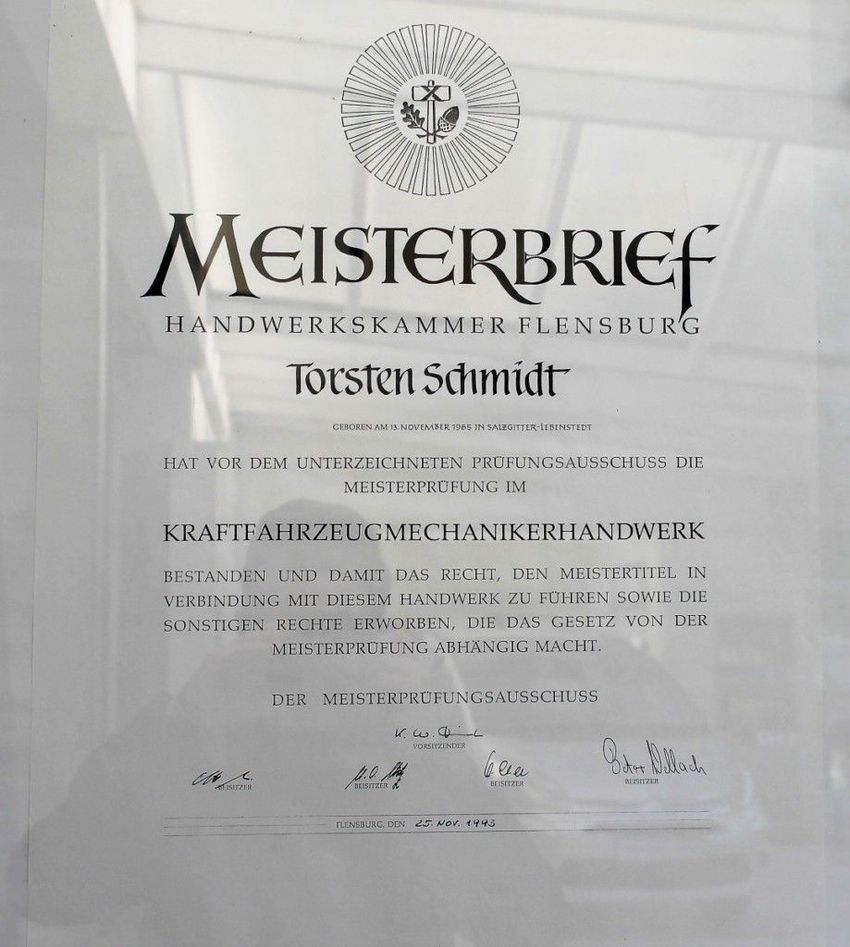 MEISTERBRIEF
HANDWERKSKAMMER FLENSBURG
Torsten Schmidt
GEBOREN AM 13. NOVEMBER 1965 IN SALZGITTER-LEBENSTEDT
HAT VOR DEM UNTERZEICHNETEN PRÜFUNGSAUSSCHUSS DIE
MEISTERPRÜFUNG IM
KRAFTFAHRZEUGMECHANIKERHANDWERK
BESTANDEN UND DAMIT DAS RECHT, DEN MEISTERTITEL IN
VERBINDUNG MIT DIESEM HANDWERK ZU FÜHREN SOWIE DIE
SONSTIGEN RECHTE ERWORBEN, DIE DAS GESETZ VON DER
MEISTERPRÜFUNG ABHÄNGIG MACHT.
DER MEISTERPRÜFUNGSAUSSCHUSS
K. W.
VORSITZENDER
Peter
BEISITZER BEISITZER BEISITZER BEISITZER
FLENSBURG, DEN 25. NOV. 1993